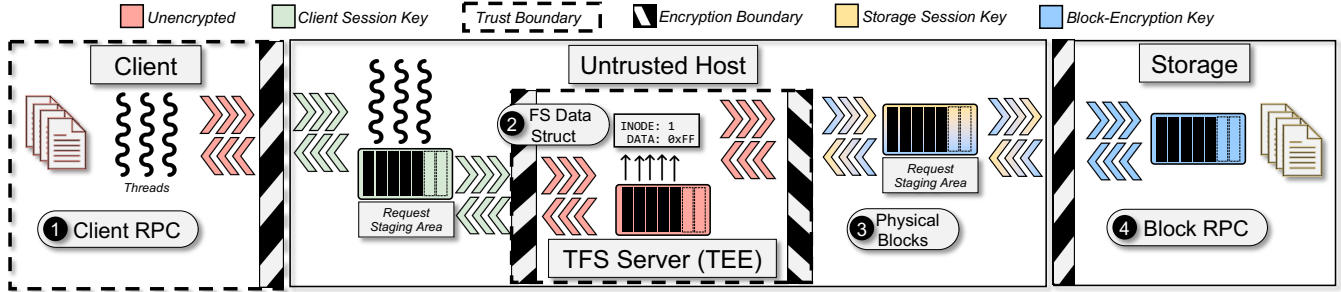 Unencrypted
Client Session Key
Trust Boundary
Encryption Boundary
Storage Session Key
Block-Encryption Key
Client
Threads
1 Client RPC
Untrusted Host
Request
Staging Area
2 FS Data
Struct
INODE: 1
DATA: 0xFF
TFS Server (TEE)
Request
Staging Area
3 Physical
Blocks
Storage
4 Block RPC